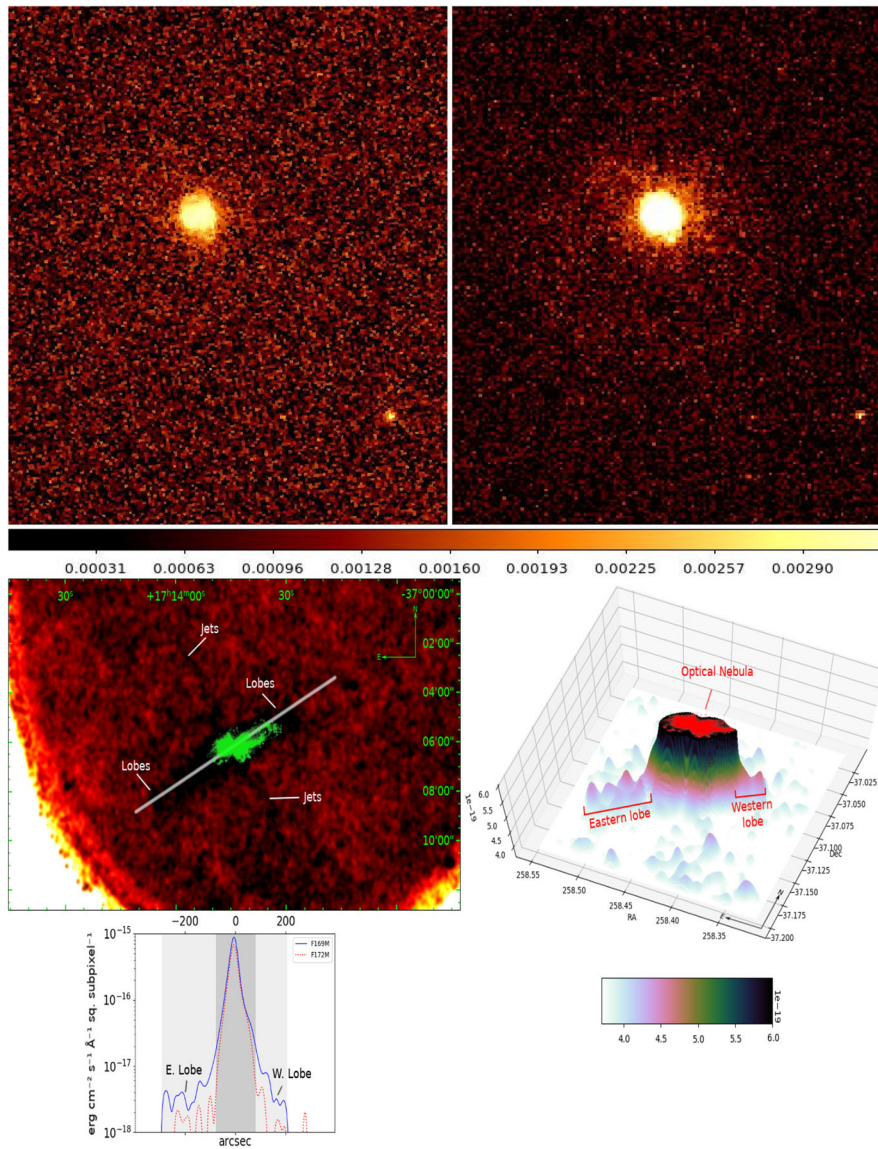 0.00031 0.00063 0.00096 0.00128 0.00160 0.00193 0.00225 0.00257 0.00290
30ˢ +17ʰ14ᵐ00ˢ 30ˢ -37°00'00"
N
Jets
02'00"
E
Lobes
04'00"
06'00"
Lobes
Jets
08'00"
10'00"
Optical Nebula
Eastern lobe
Western lobe
6.0
5.5
5.0
4.5
4.0
1e−19
258.55 258.50 258.45 258.40 258.35
RA
E
N
−37.025
−37.050
−37.075
−37.100
−37.125
−37.150
−37.175
−37.200
Dec
−200 0 200
10⁻¹⁵
10⁻¹⁶
10⁻¹⁷
10⁻¹⁸
erg cm⁻² s⁻¹ Å⁻¹ sq. subpixel⁻¹
F169M
F172M
E. Lobe
W. Lobe
arcsec
1e−19
4.0 4.5 5.0 5.5 6.0